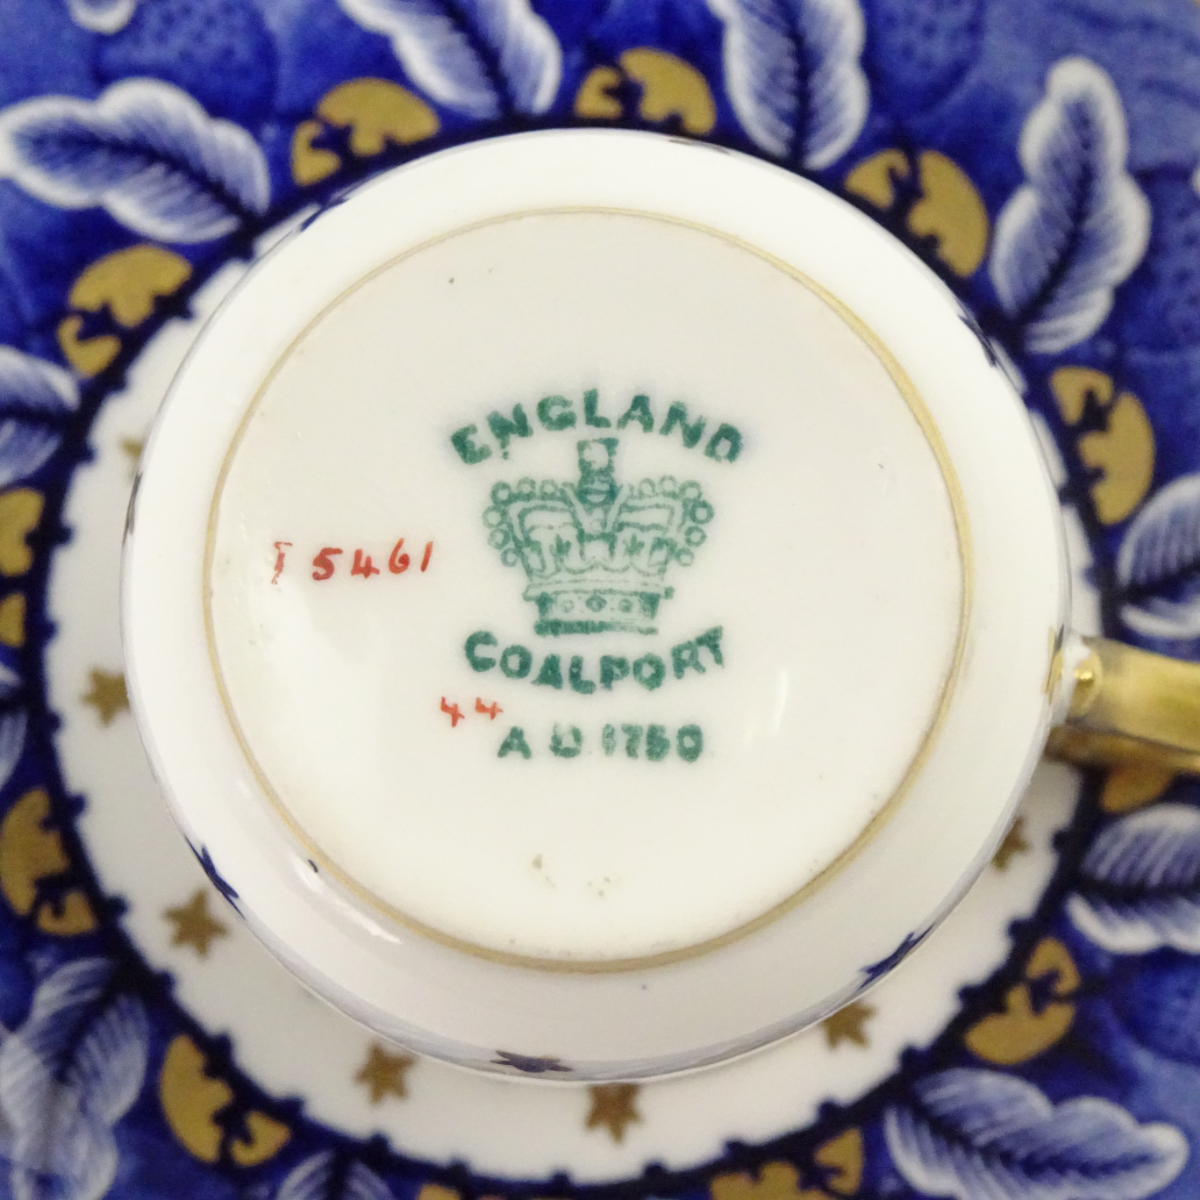 ENGLAND
I 5461
COALPORT
44
A D 1750